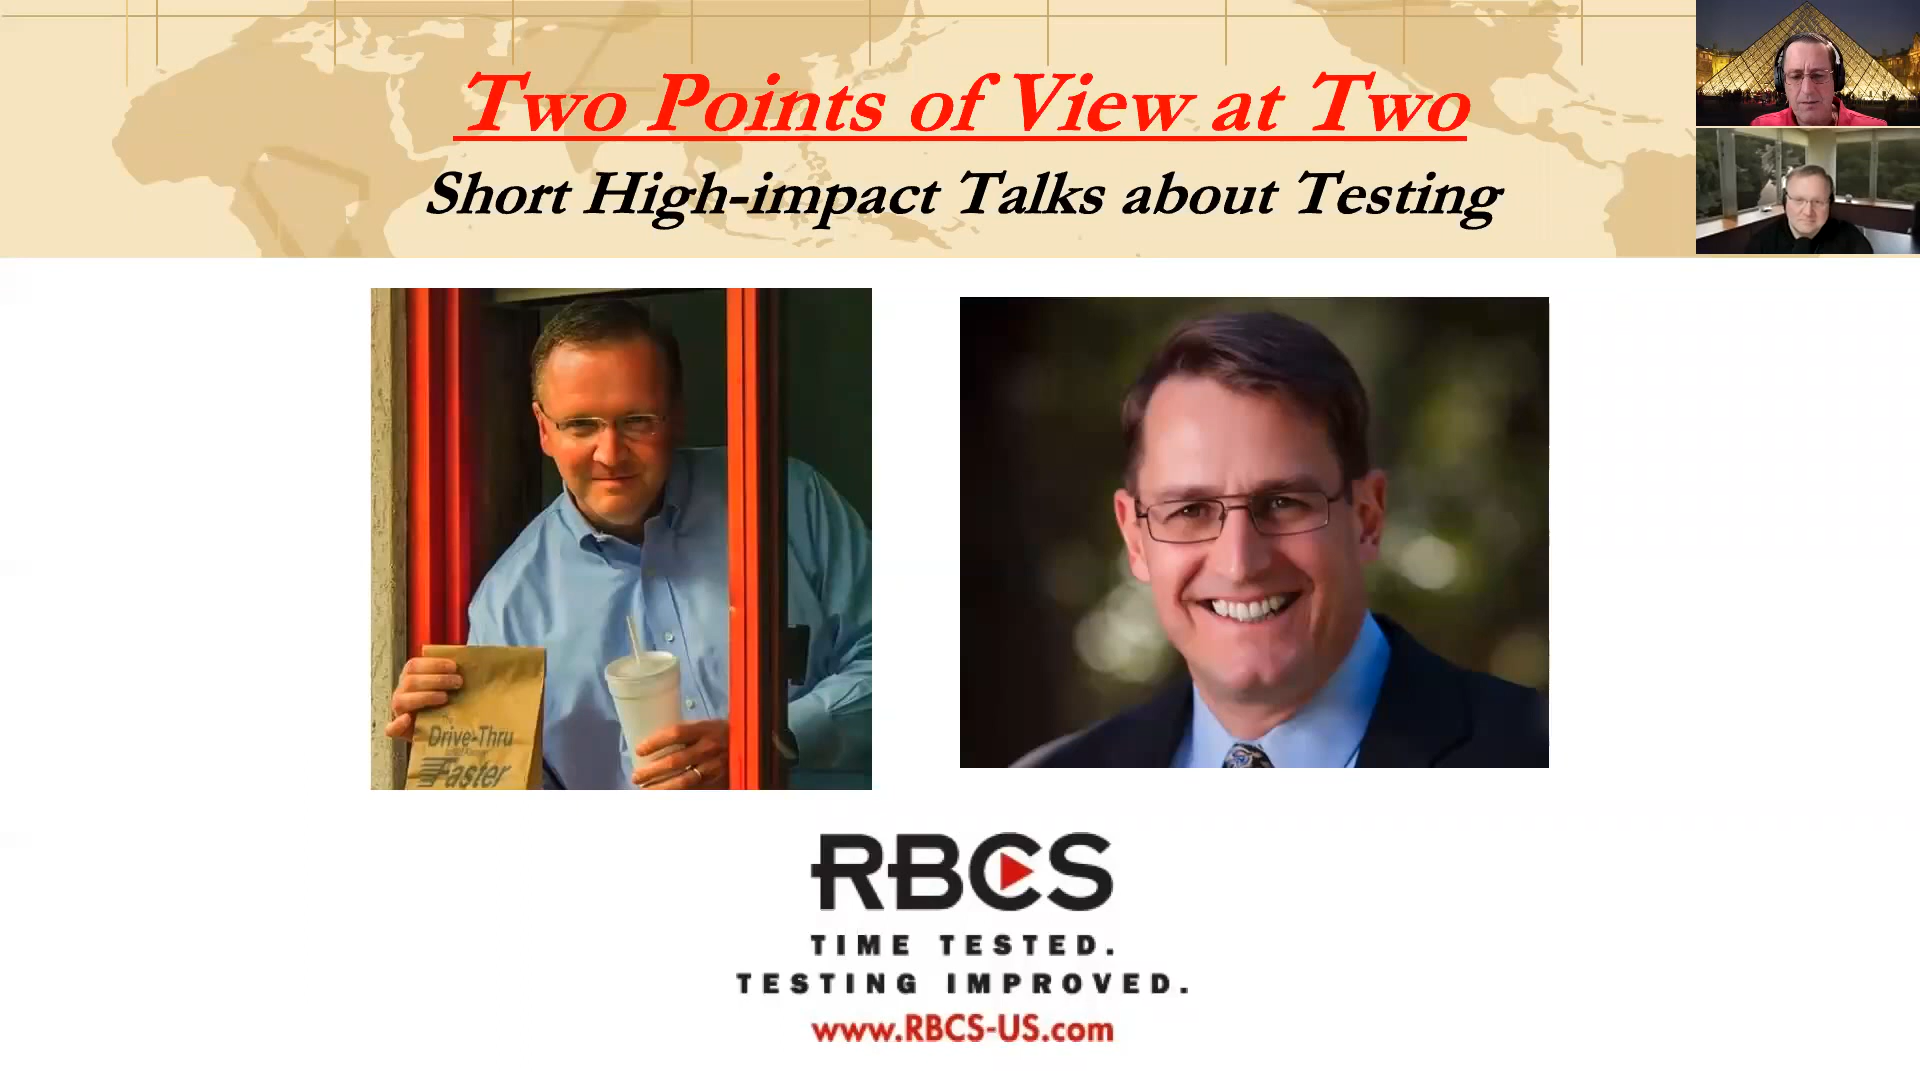 Two Points of View at Two
Short High-impact Talks about Testing
Drive-Thru
Faster
RBCS
TIME TESTED.
TESTING IMPROVED.
www.RBCS-US.com